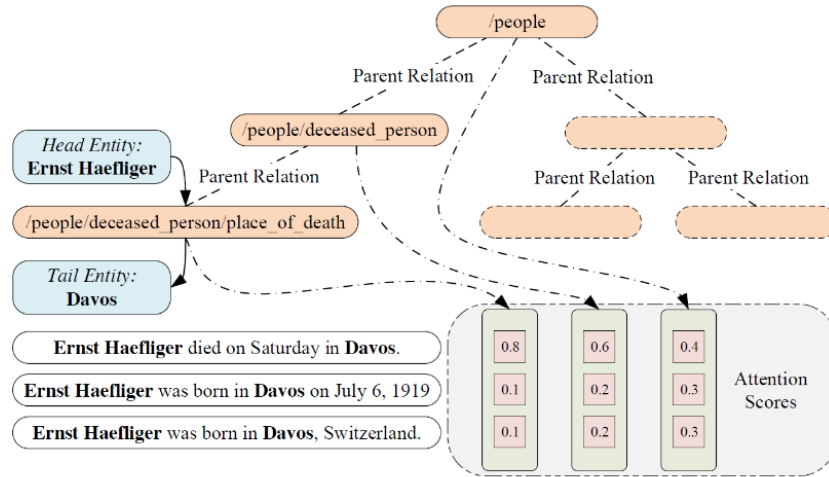 /people
Parent Relation
Parent Relation
/people/deceased_person
Head Entity:
Ernst Haefliger
Parent Relation
Parent Relation
Parent Relation
/people/deceased_person/place_of_death
Tail Entity:
Davos
Ernst Haefliger died on Saturday in Davos.
0.8
0.6
0.4
Ernst Haefliger was born in Davos on July 6, 1919
0.1
0.2
0.3
Attention
Scores
Ernst Haefliger was born in Davos, Switzerland.
0.1
0.2
0.3